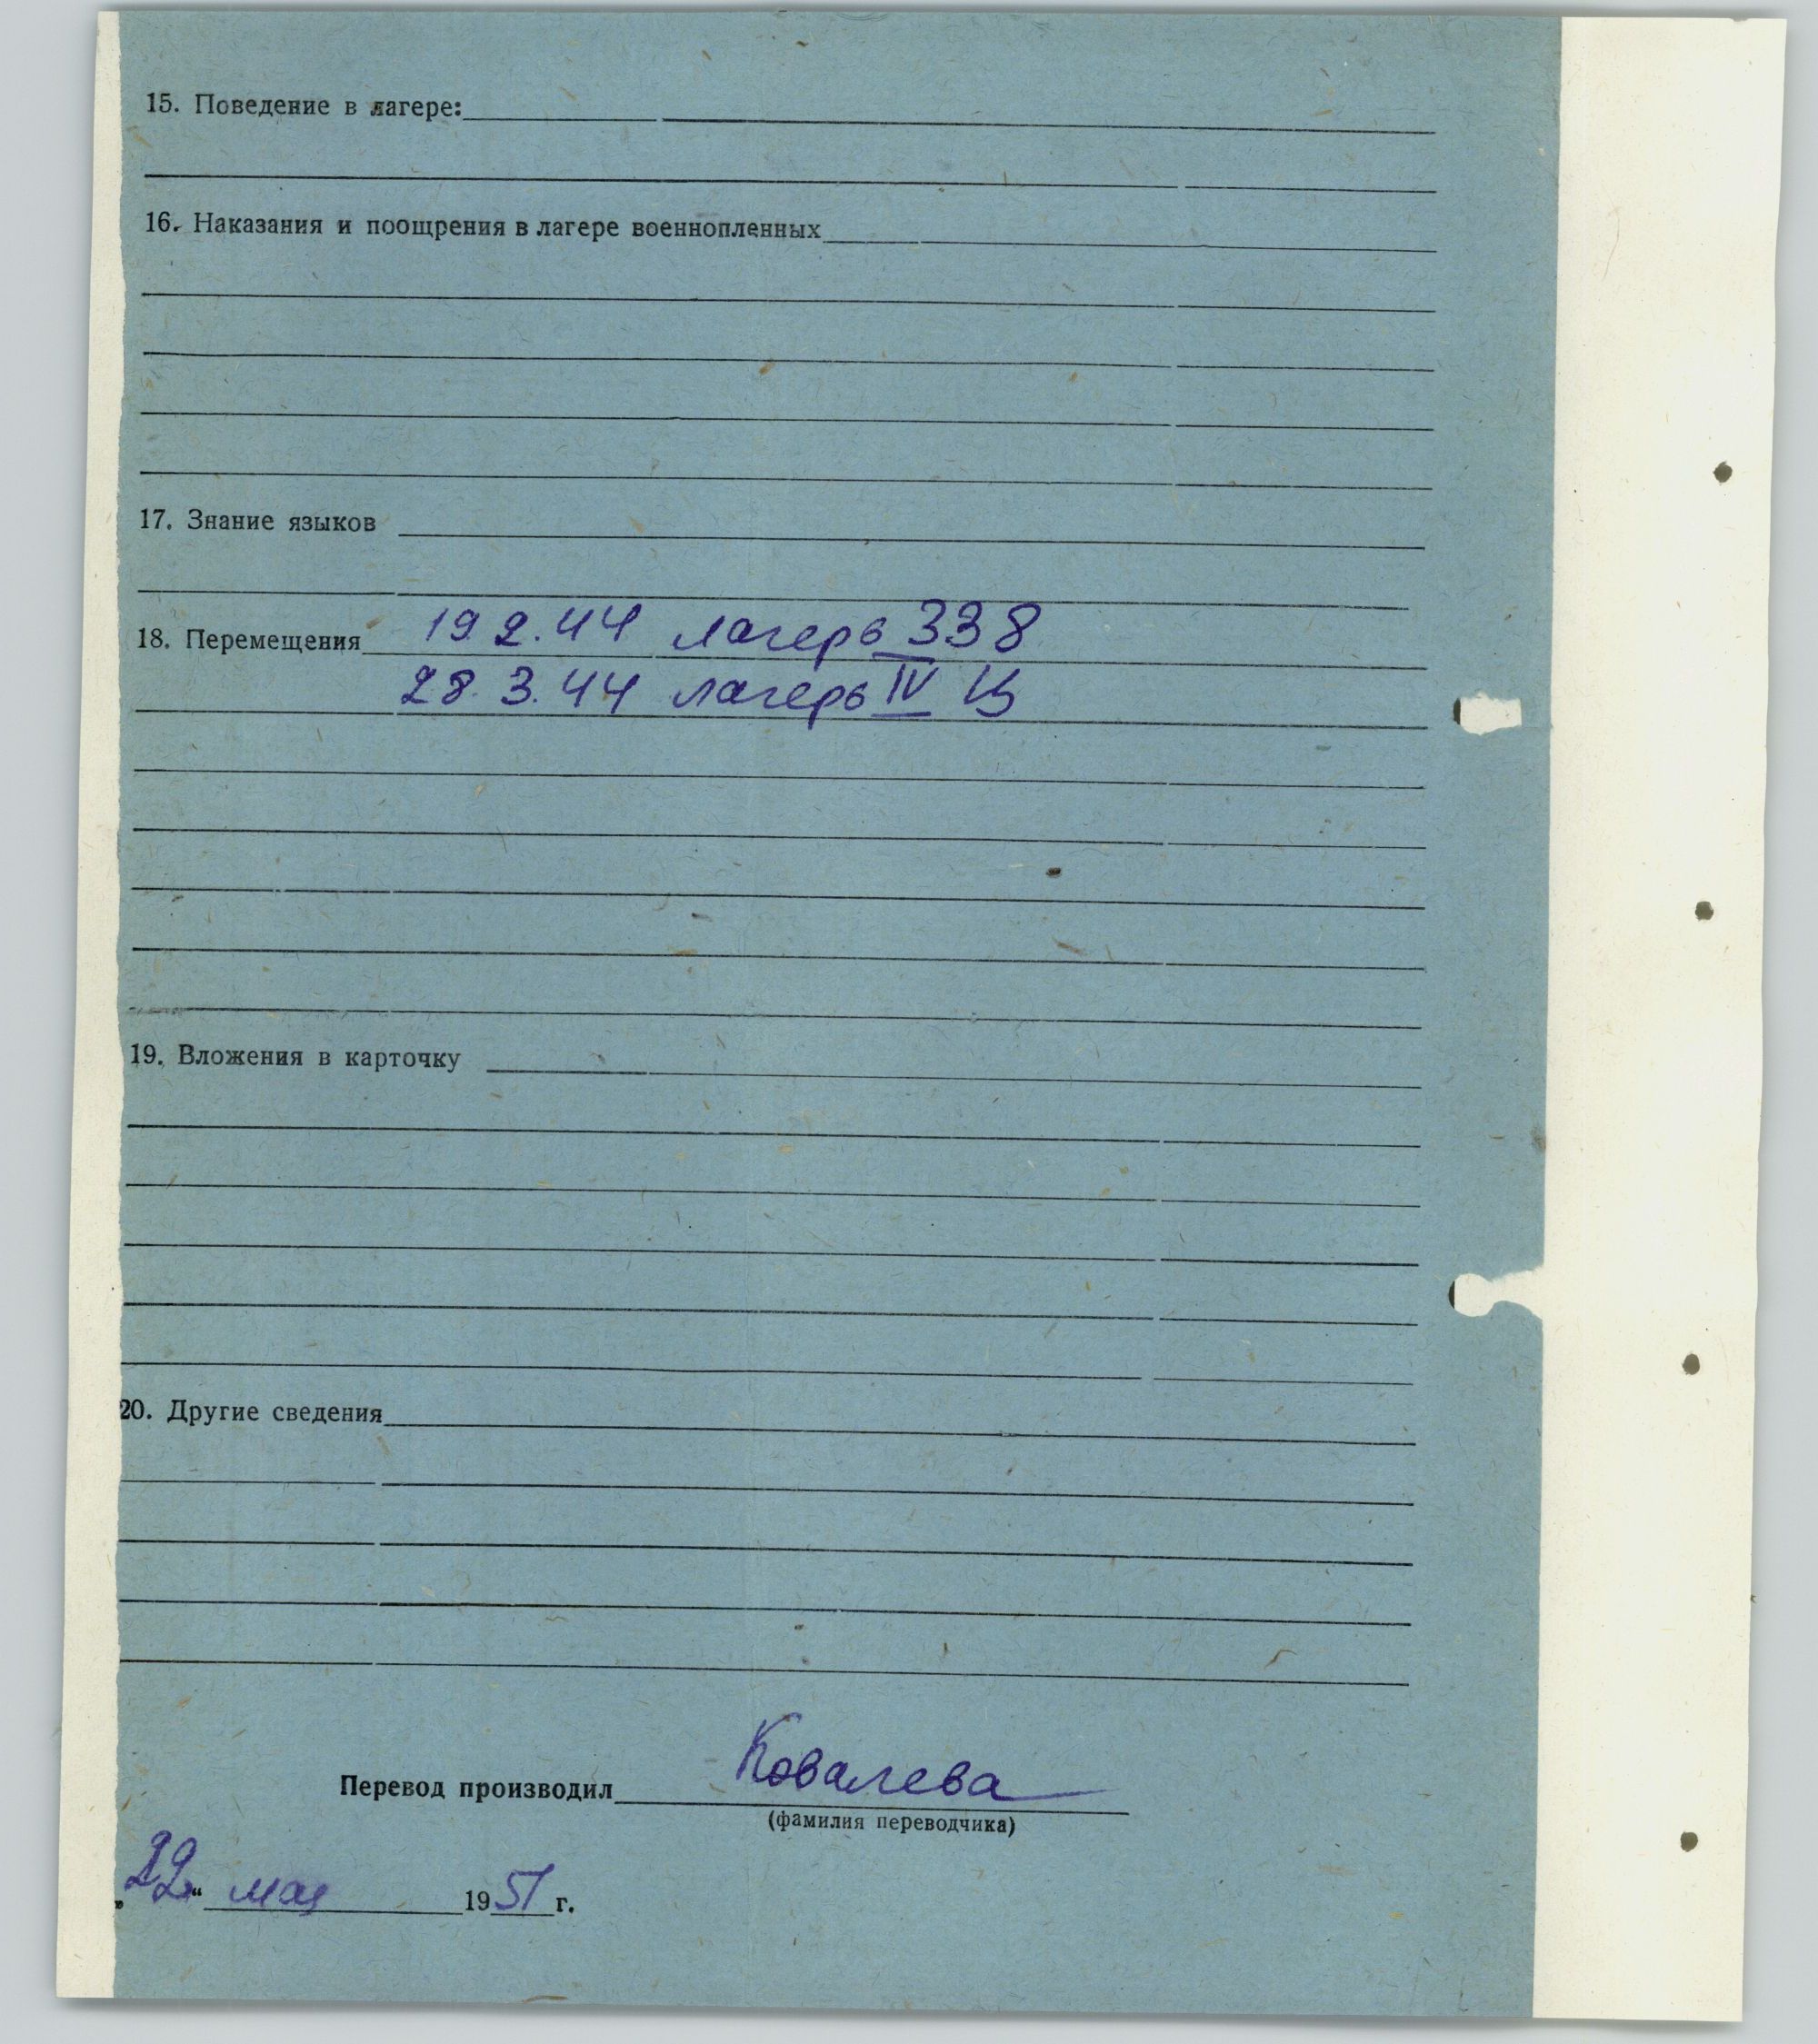 15. Поведение в лагере:
16. Наказания и поощрения в лагере военнопленных
17. Знание языков
18. Перемещения 19 2. 44 лагерь 338
28. 3. 44 лагерь IV Ц
19. Вложения в карточку
20. Другие сведения
Перевод производил Ковалева
(фамилия переводчика)
„22“ мая 1951 г.